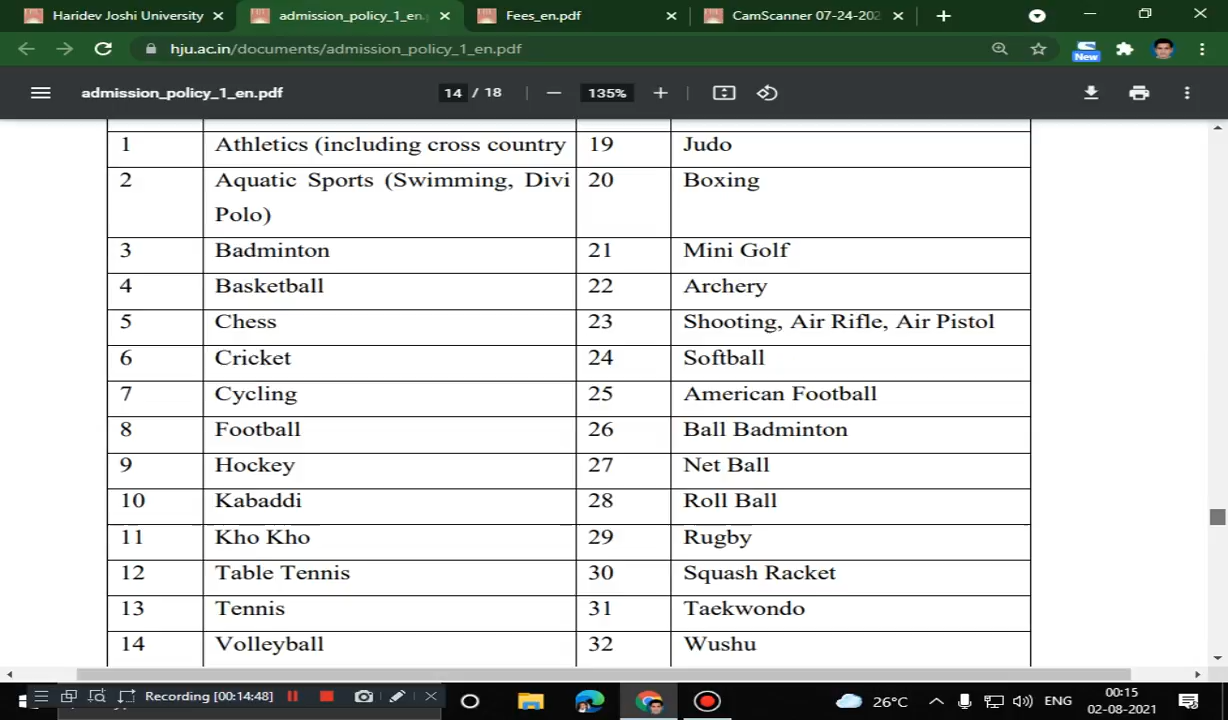 Haridev Joshi University
admission_policy_1_en.
Fees_en.pdf
CamScanner 07-24-202
hju.ac.in/documents/admission_policy_1_en.pdf
New
admission_policy_1_en.pdf
14 / 18
135%
1 Athletics (including cross country 19 Judo
2 Aquatic Sports (Swimming, Divi 20 Boxing
Polo)
3 Badminton 21 Mini Golf
4 Basketball 22 Archery
5 Chess 23 Shooting, Air Rifle, Air Pistol
6 Cricket 24 Softball
7 Cycling 25 American Football
8 Football 26 Ball Badminton
9 Hockey 27 Net Ball
10 Kabaddi 28 Roll Ball
11 Kho Kho 29 Rugby
12 Table Tennis 30 Squash Racket
13 Tennis 31 Taekwondo
14 Volleyball 32 Wushu
Recording [00:14:48]
26°C
ENG
00:15
02-08-2021